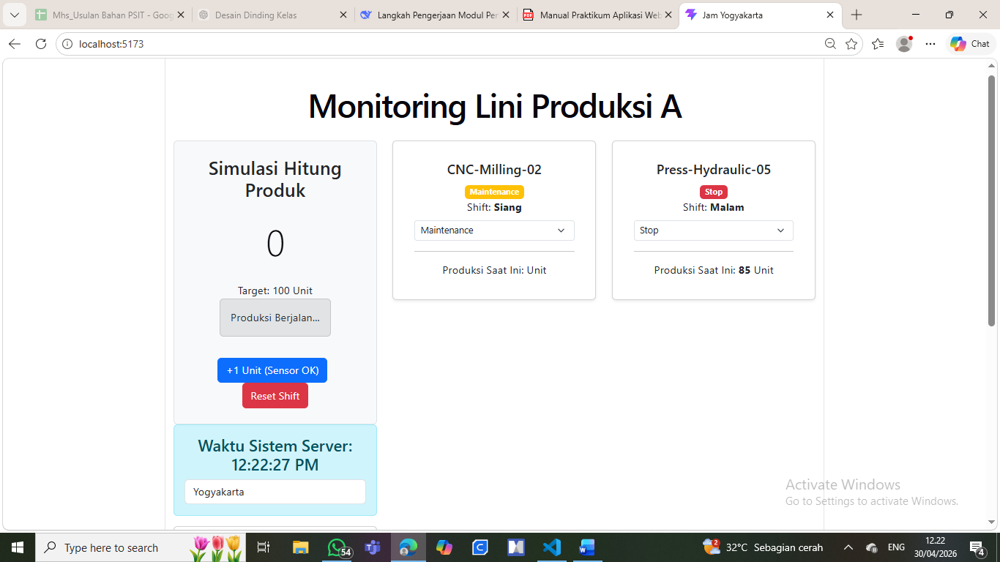 Mhs_Usulan Bahan PSIT - Goog
Desain Dinding Kelas
Langkah Pengerjaan Modul Per
Manual Praktikum Aplikasi Web
Jam Yogyakarta
localhost:5173
Chat
Monitoring Lini Produksi A
Simulasi Hitung
Produk
0
Target: 100 Unit
Produksi Berjalan...
+1 Unit (Sensor OK)
Reset Shift
Waktu Sistem Server:
12:22:27 PM
Yogyakarta
CNC-Milling-02
Maintenance
Shift: Siang
Maintenance
Produksi Saat Ini: Unit
Press-Hydraulic-05
Stop
Shift: Malam
Stop
Produksi Saat Ini: 85 Unit
Activate Windows
Go to Settings to activate Windows.
Type here to search
54
2
32°C Sebagian cerah
ENG
12.22
30/04/2026
4